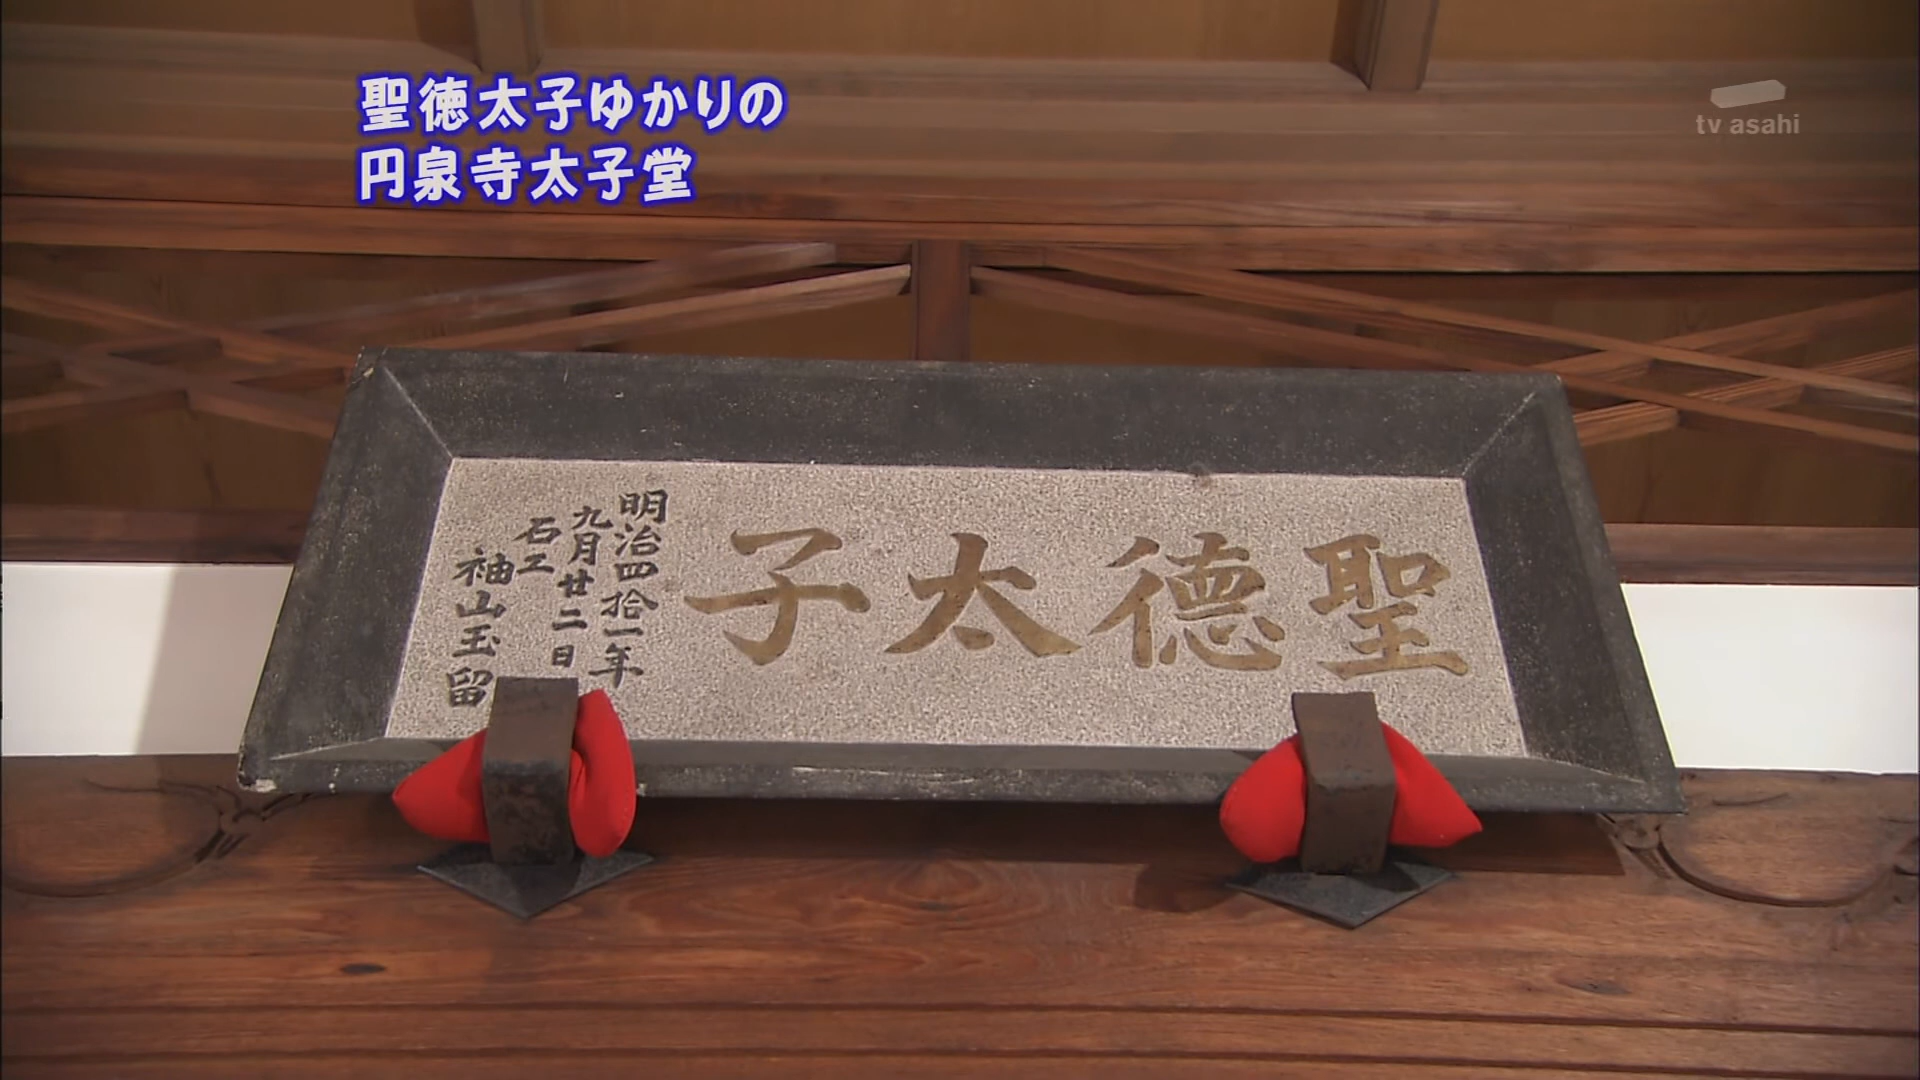 聖徳太子ゆかりの
円泉寺太子堂
tv asahi
聖德太子
明治四拾一年
九月廿二日
石工
袖山玉留